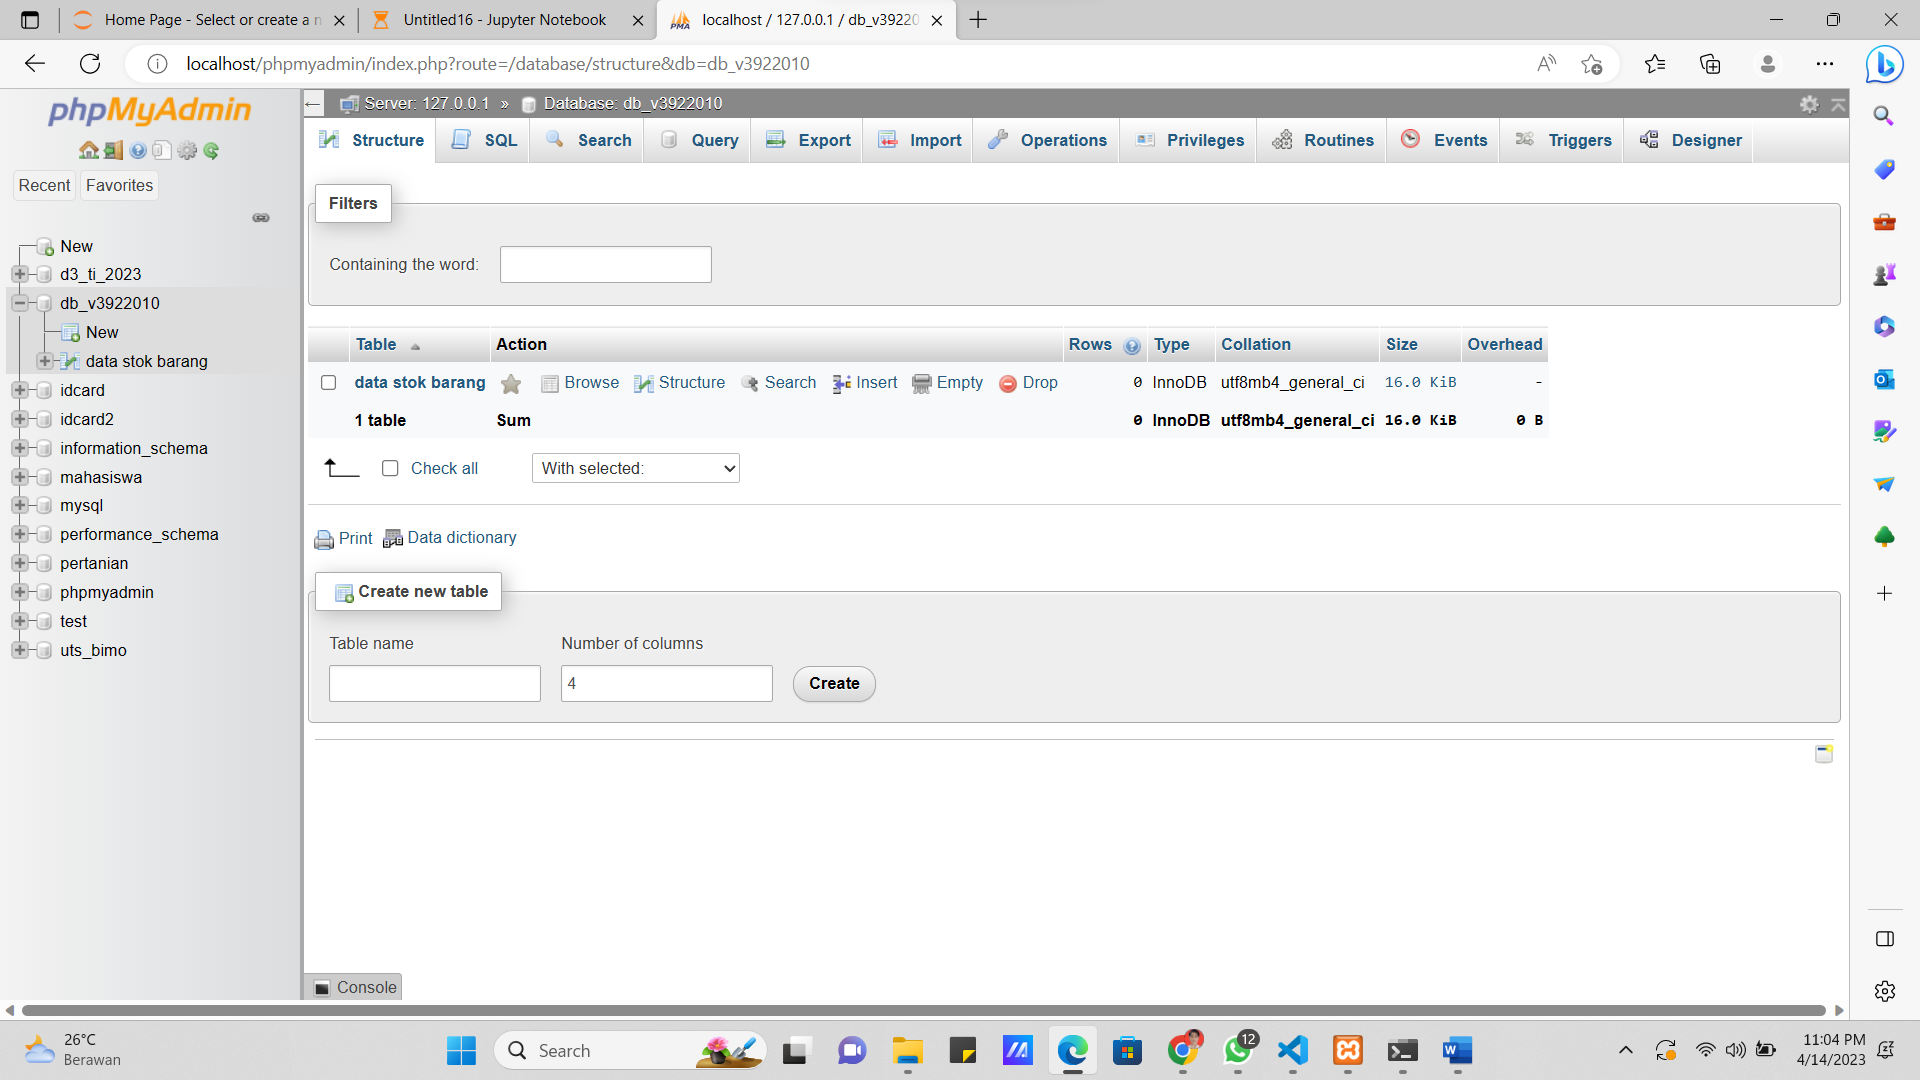 Home Page - Select or create a n
Untitled16 - Jupyter Notebook
localhost / 127.0.0.1 / db_v39220
localhost/phpmyadmin/index.php?route=/database/structure&db=db_v3922010
phpMyAdmin
Recent
Favorites
New
d3_ti_2023
db_v3922010
New
data stok barang
idcard
idcard2
information_schema
mahasiswa
mysql
performance_schema
pertanian
phpmyadmin
test
uts_bimo
Server: 127.0.0.1 » Database: db_v3922010
Structure SQL Search Query Export Import Operations Privileges Routines Events Triggers Designer
Filters
Containing the word:
Table Action Rows Type Collation Size Overhead
data stok barang Browse Structure Search Insert Empty Drop 0 InnoDB utf8mb4_general_ci 16.0 KiB -
1 table Sum 0 InnoDB utf8mb4_general_ci 16.0 KiB 0 B
Check all With selected:
Print Data dictionary
Create new table
Table name Number of columns
4 Create
Console
26°C
Berawan
Search
12
11:04 PM
4/14/2023